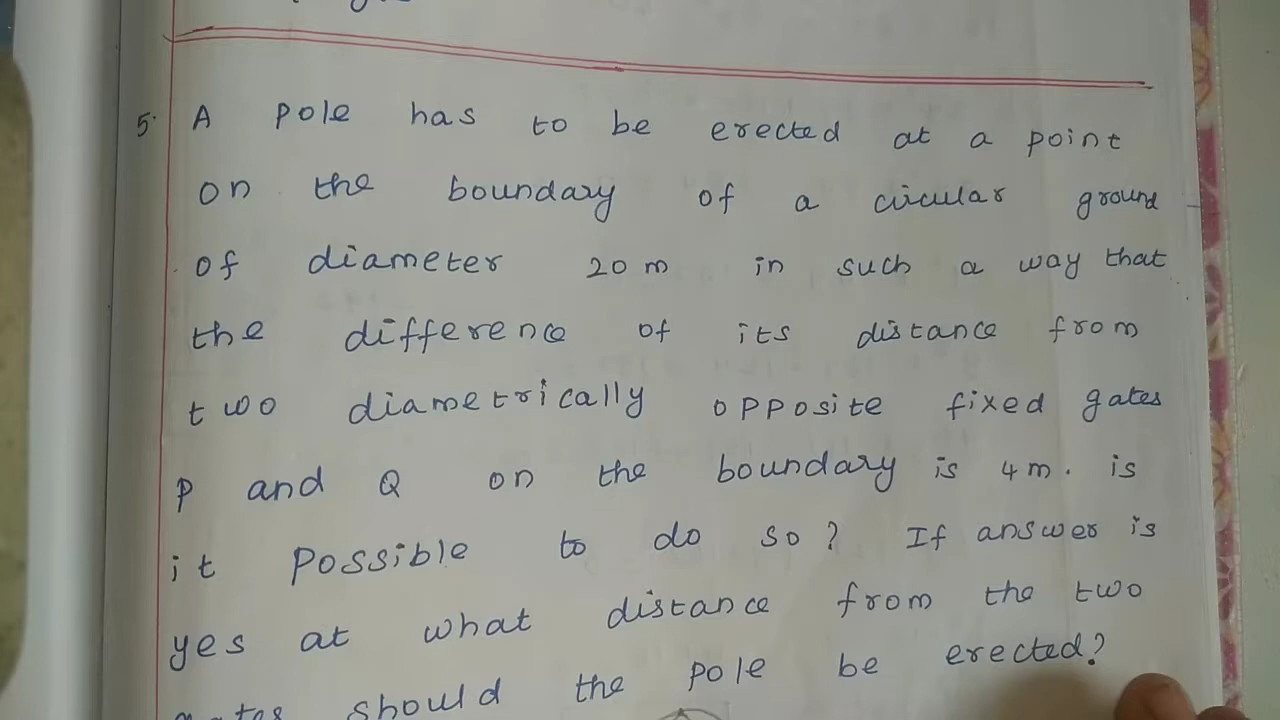 5. A pole has to be erected at a point
on the boundary of a circular ground
of diameter 20 m in such a way that
the difference of its distance from
two diametrically opposite fixed gates
P and Q on the boundary is 4m. is
it possible to do so? If answer is
yes at what distance from the two
should the pole be erected?